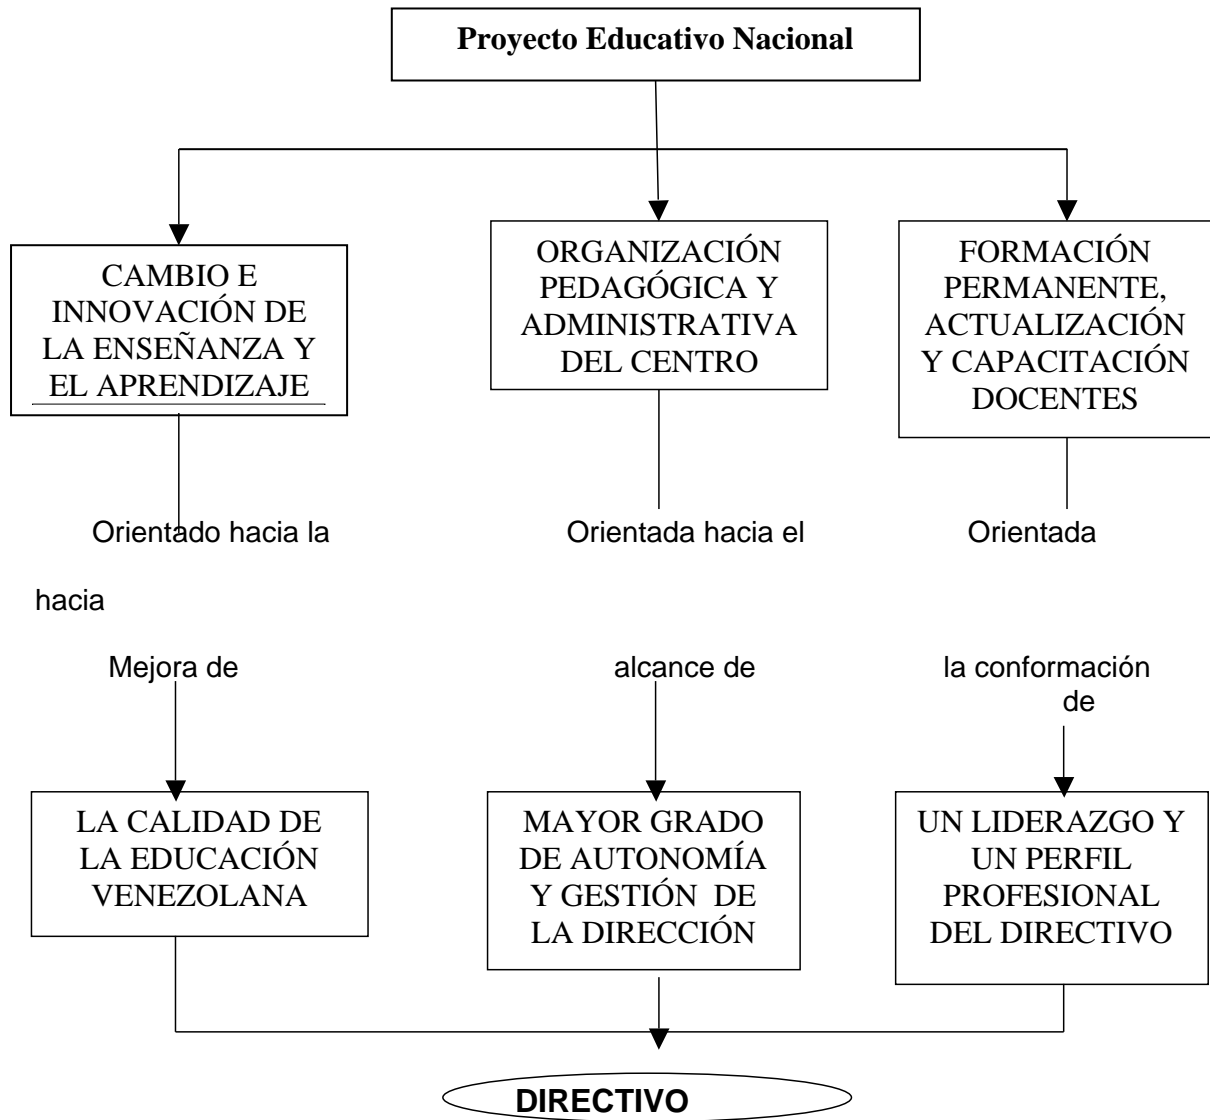 Proyecto Educativo Nacional
CAMBIO E
INNOVACIÓN DE
LA ENSEÑANZA Y
EL APRENDIZAJE
ORGANIZACIÓN
PEDAGÓGICA Y
ADMINISTRATIVA
DEL CENTRO
FORMACIÓN
PERMANENTE,
ACTUALIZACIÓN
Y CAPACITACIÓN
DOCENTES
Orientado hacia la
Orientada hacia el
Orientada
hacia
Mejora de
alcance de
la conformación
de
LA CALIDAD DE
LA EDUCACIÓN
VENEZOLANA
MAYOR GRADO
DE AUTONOMÍA
Y GESTIÓN DE
LA DIRECCIÓN
UN LIDERAZGO Y
UN PERFIL
PROFESIONAL
DEL DIRECTIVO
DIRECTIVO